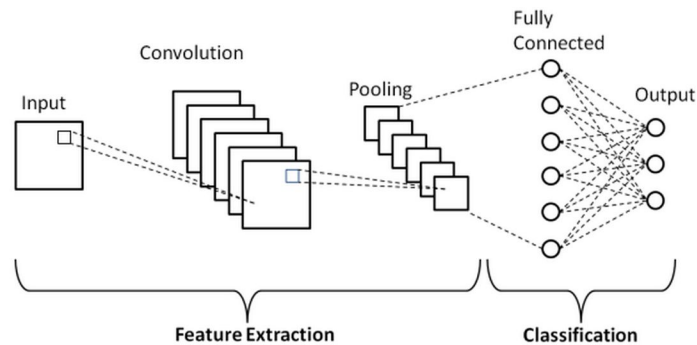 Input
Convolution
Pooling
Fully
Connected
Output
Feature Extraction
Classification